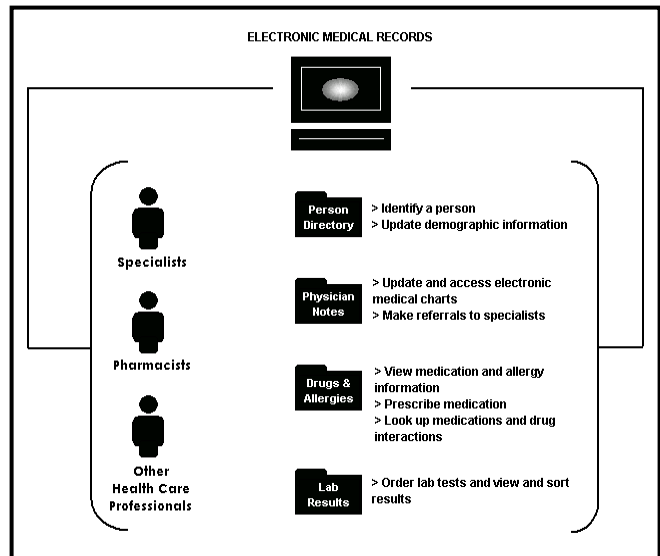 ELECTRONIC MEDICAL RECORDS
Specialists
Pharmacists
Other
Health Care
Professionals
Person
Directory
> Identify a person
> Update demographic information
Physician
Notes
> Update and access electronic
medical charts
> Make referrals to specialists
Drugs &
Allergies
> View medication and allergy
information
> Prescribe medication
> Look up medications and drug
interactions
Lab
Results
> Order lab tests and view and sort
results